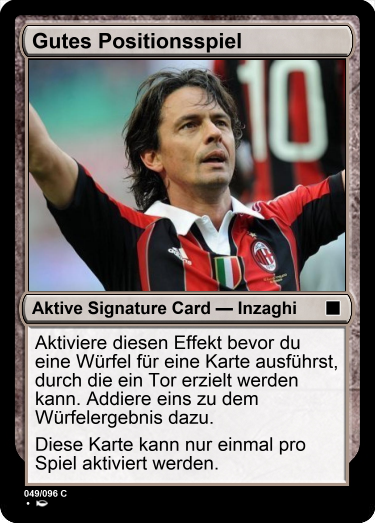 Gutes Positionsspiel
10
Aktive Signature Card — Inzaghi
Aktiviere diesen Effekt bevor du
eine Würfel für eine Karte ausführst,
durch die ein Tor erzielt werden
kann. Addiere eins zu dem
Würfelergebnis dazu.
Diese Karte kann nur einmal pro
Spiel aktiviert werden.
049/096 C